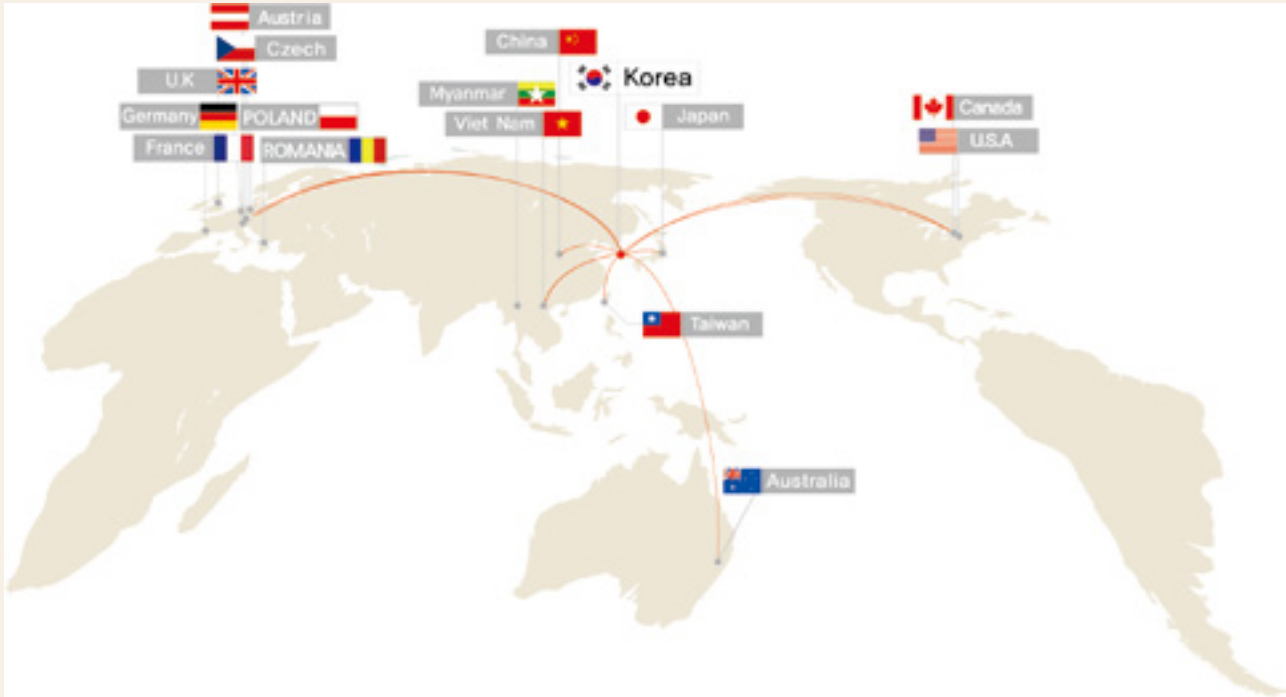 Austria
Czech
China
U.K
Korea
Myanmar
Germany
POLAND
Viet Nam
Japan
Canada
France
ROMANIA
U.S.A
Taiwan
Australia